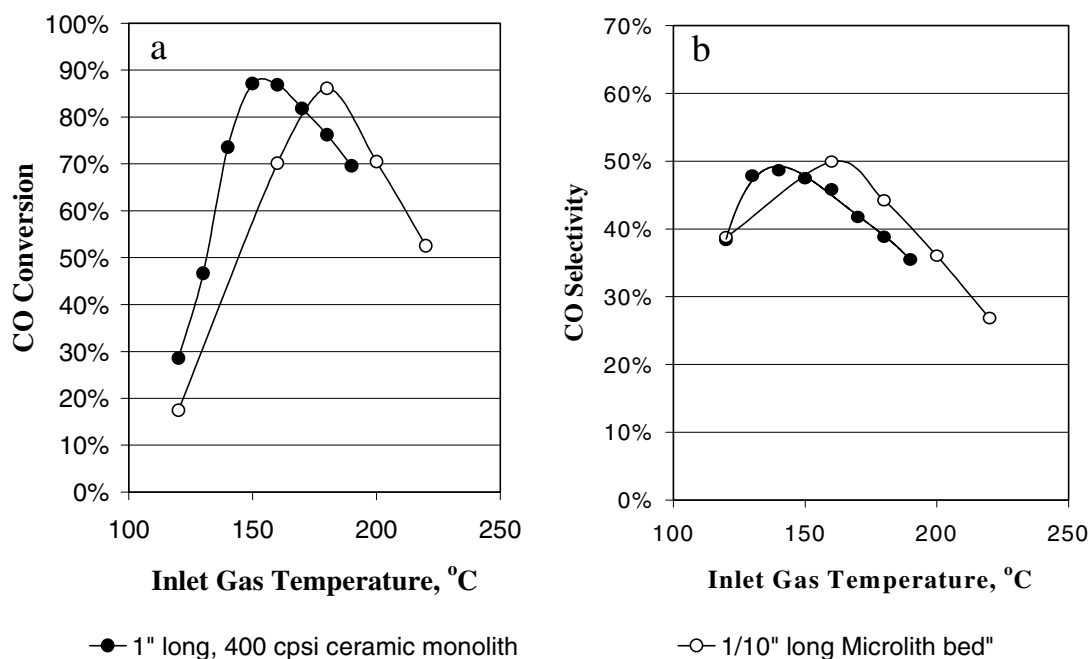 a
100%
90%
80%
70%
60%
50%
40%
30%
20%
10%
0%
CO Conversion
100 150 200 250
Inlet Gas Temperature, °C
b
70%
60%
50%
40%
30%
20%
10%
0%
CO Selectivity
100 150 200 250
Inlet Gas Temperature, °C
1" long, 400 cpsi ceramic monolith
1/10" long Microlith bed"